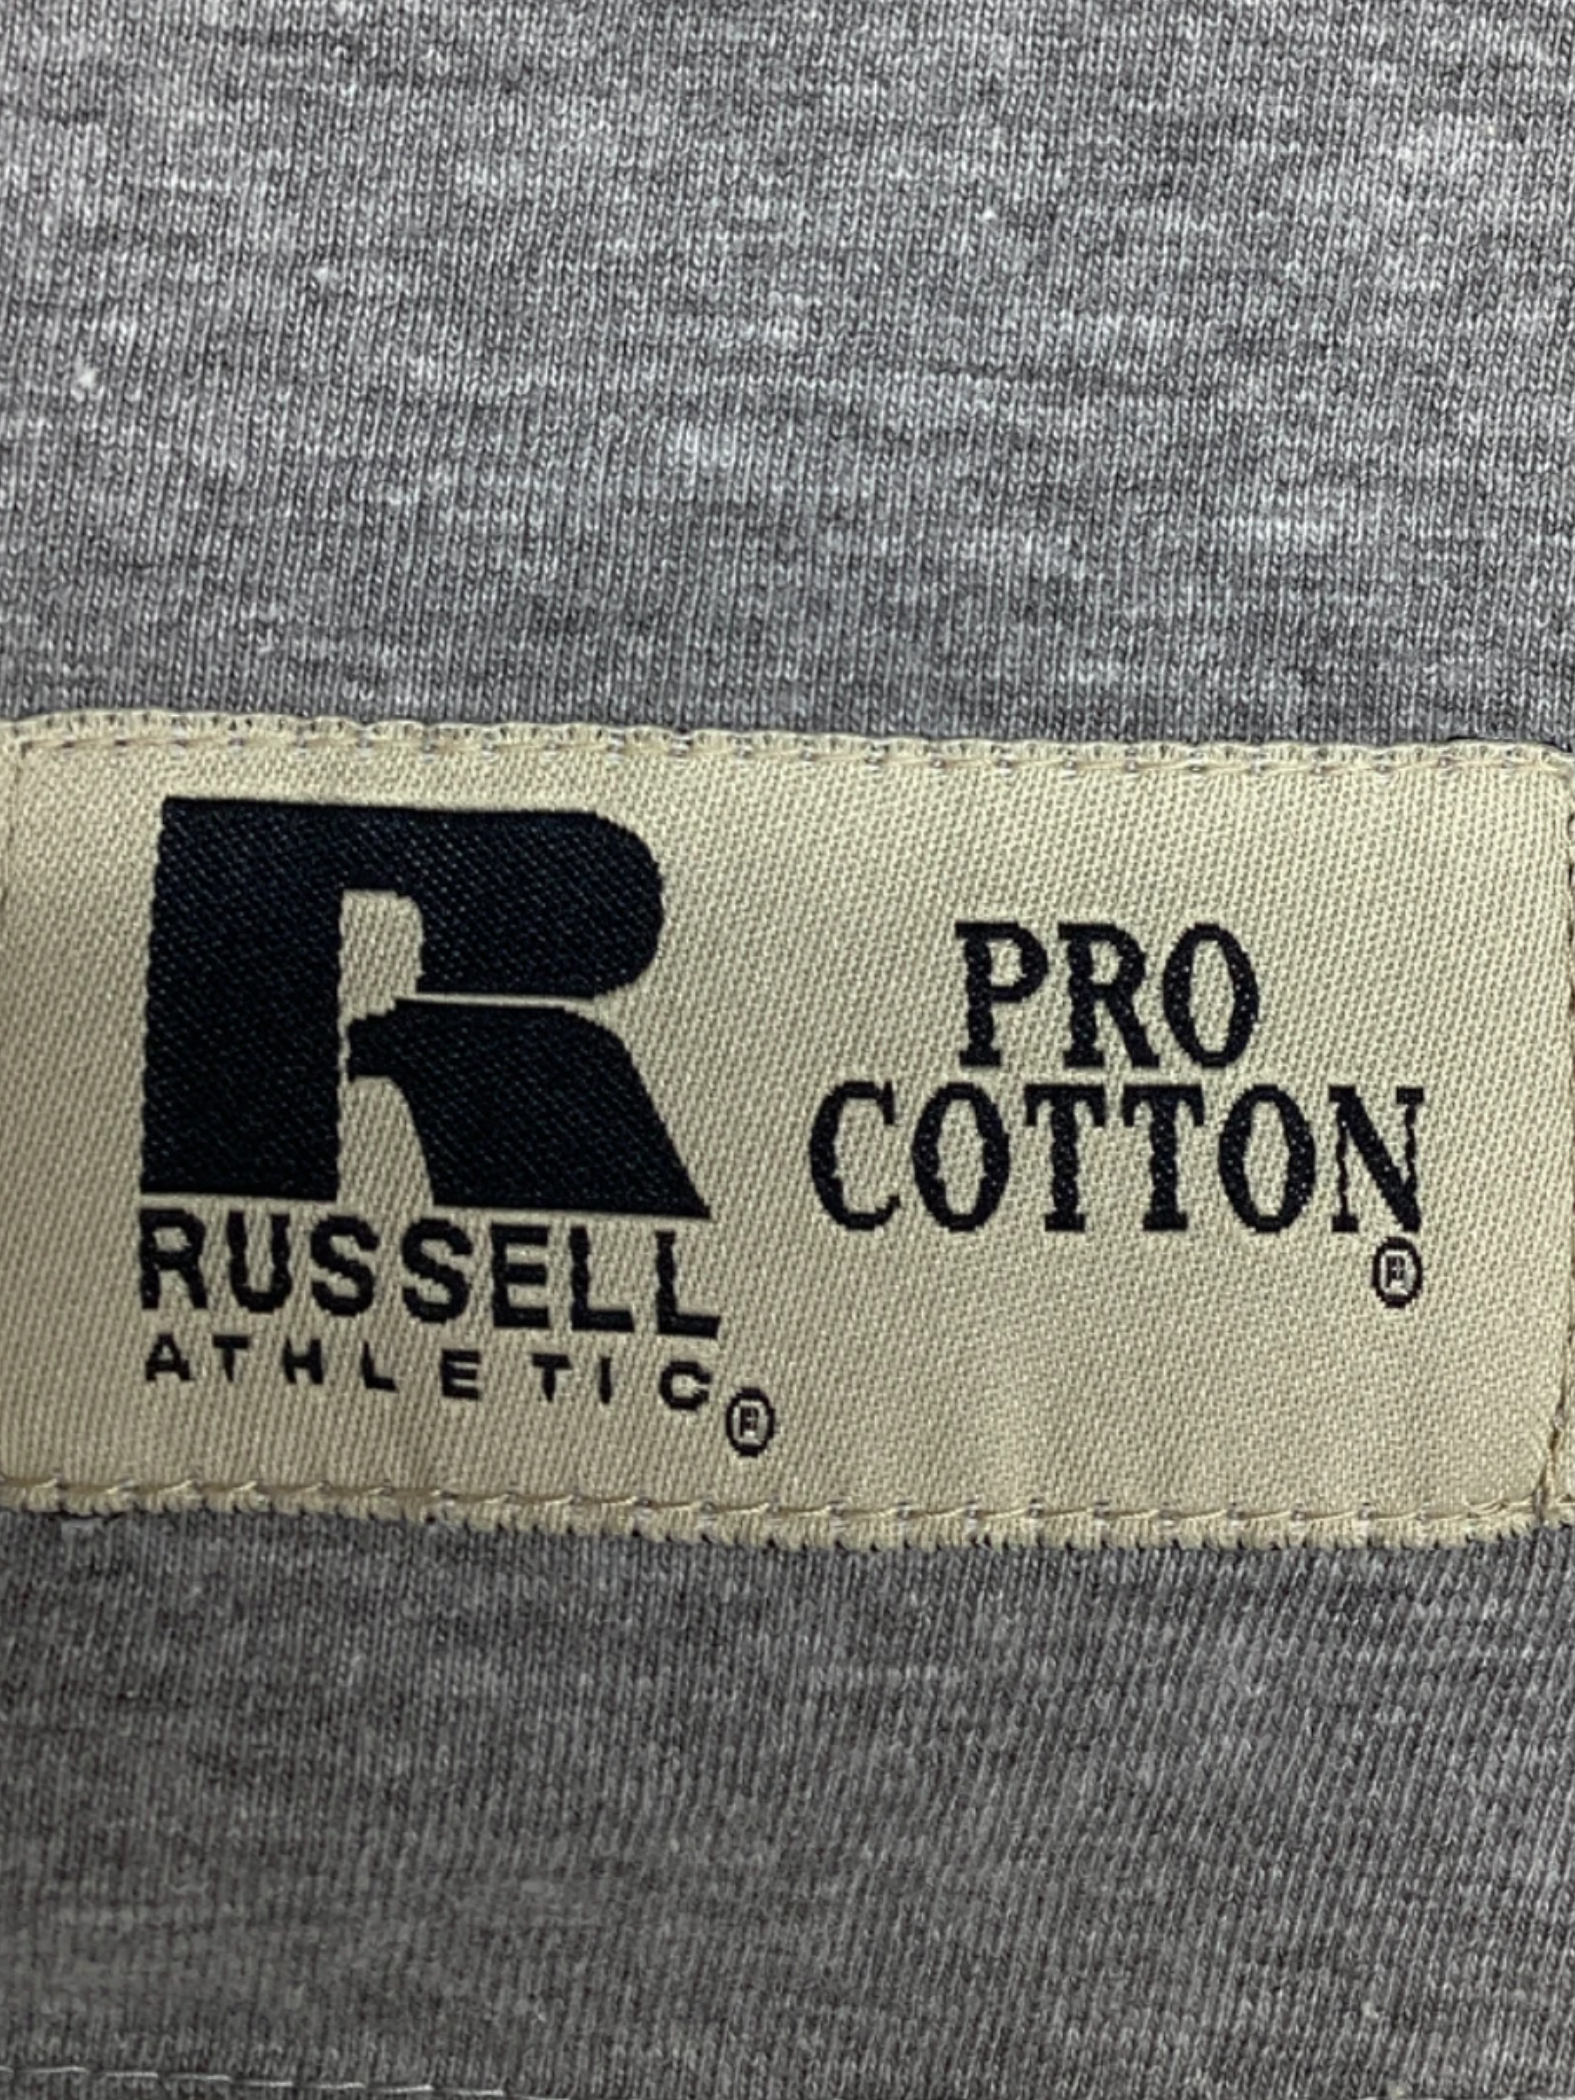 R
RUSSELL
ATHLETIC®
PRO
COTTON
®